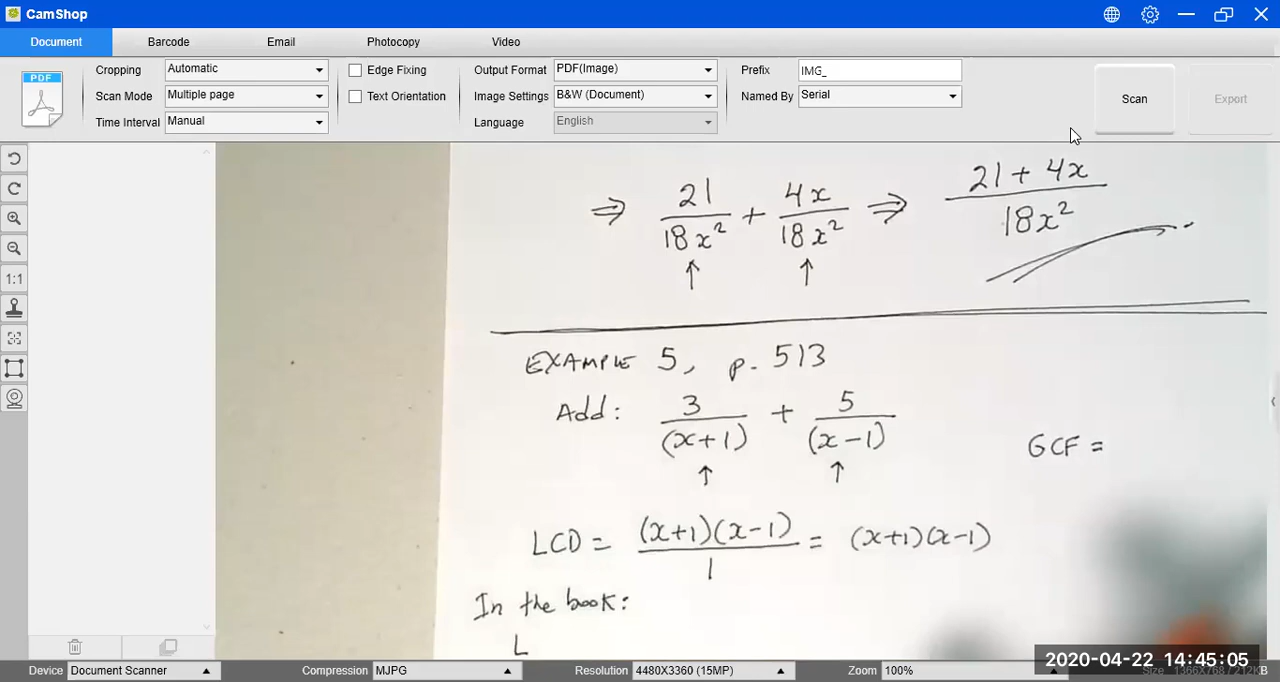 CamShop
Document Barcode Email Photocopy Video
PDF
Cropping Automatic Edge Fixing Output Format PDF(Image) Prefix IMG_
Scan Mode Multiple page Text Orientation Image Settings B&W (Document) Named By Serial
Time Interval Manual Language English
Scan Export
1:1
⇒ 21/18x² + 4x/18x² ⇒ 21 + 4x/18x²
↑ ↑
EXAMPLE 5, p. 513
Add: 3/(x+1) + 5/(x-1)
↑ ↑
GCF =
LCD = (x+1)(x-1)/1 = (x+1)(x-1)
In the book:
L
2020-04-22 14:45:05
Device Document Scanner Compression MJPG Resolution 4480X3360 (15MP) Zoom 100%